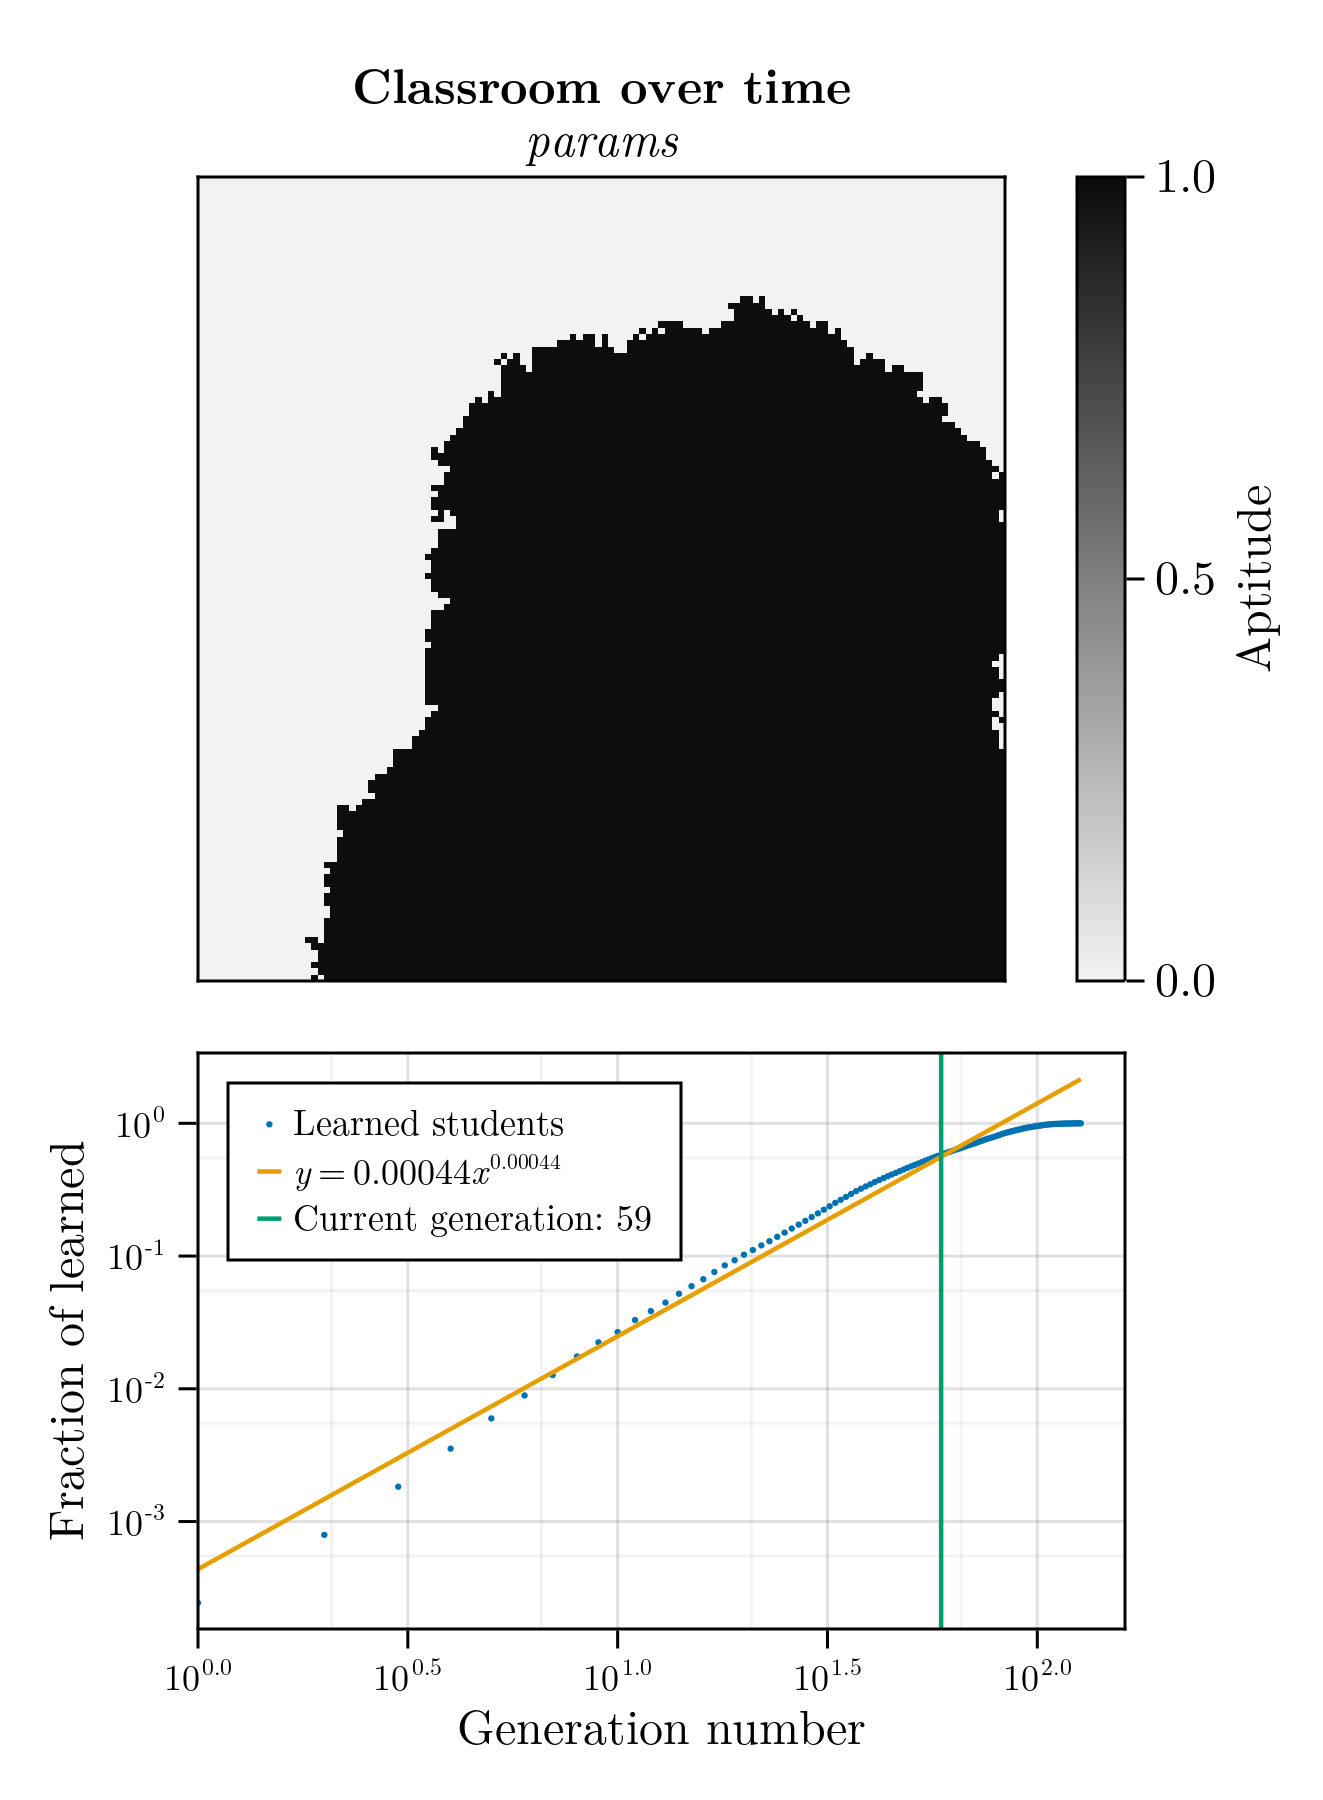 Classroom over time
params
1.0
0.5
0.0
Aptitude
Learned students
y = 0.00044x^0.00044
Current generation: 59
10^0
10^-1
10^-2
10^-3
Fraction of learned
10^0.0 10^0.5 10^1.0 10^1.5 10^2.0
Generation number